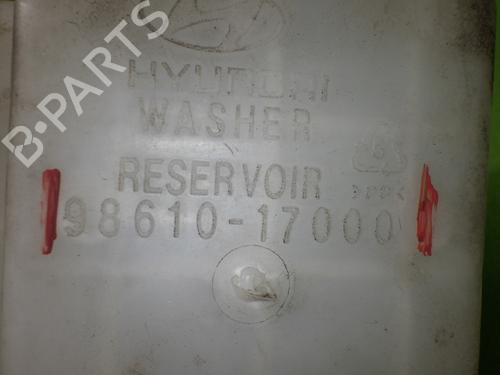 B-PARTS
HYUNDAI
WASHER
RESERVOIR
98610-17000